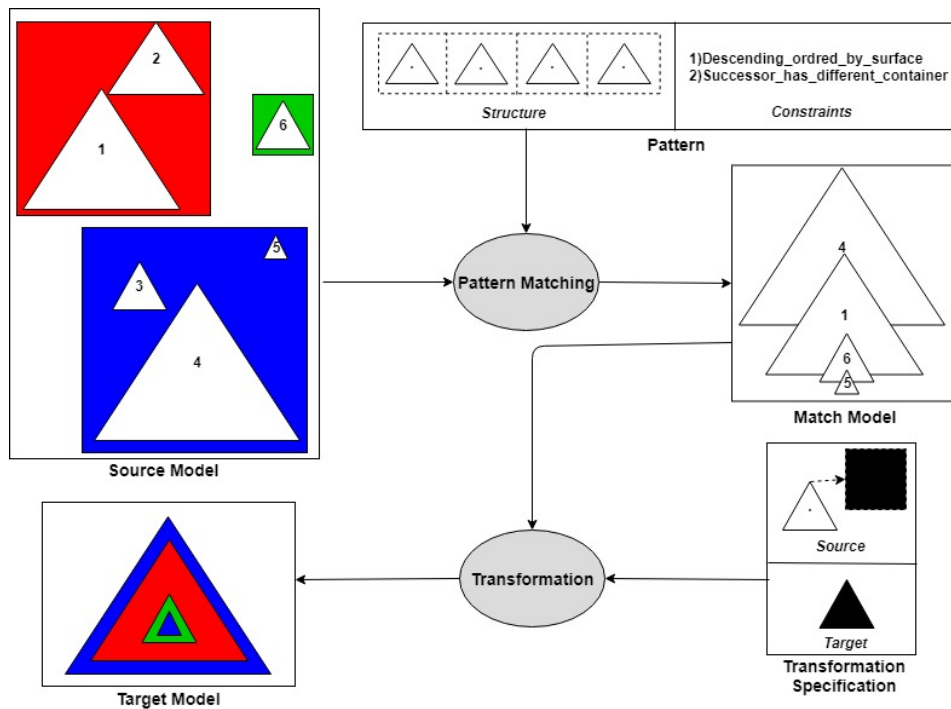 2
1
6
5
3
4
Source Model
Structure
1)Descending_ordred_by_surface
2)Successor_has_different_container
Constraints
Pattern
Pattern Matching
4
1
6
5
Match Model
Source
Target
Transformation
Specification
Transformation
Target Model